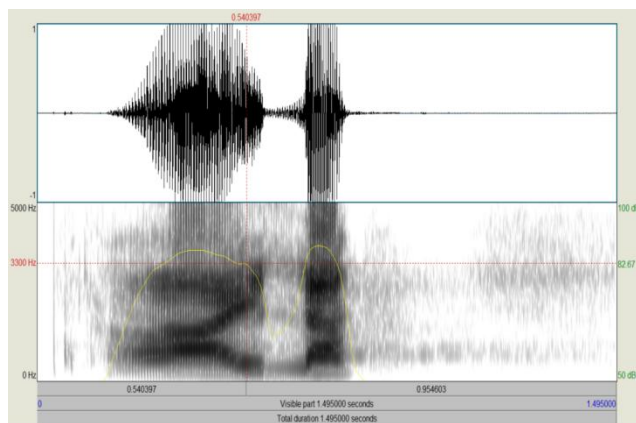 0.540397
1
-1
5000 Hz 100 dB
3300 Hz 82.67
0 Hz 50 dB
0.540397 0.954603
0 Visible part 1.495000 seconds 1.495000
Total duration 1.495000 seconds